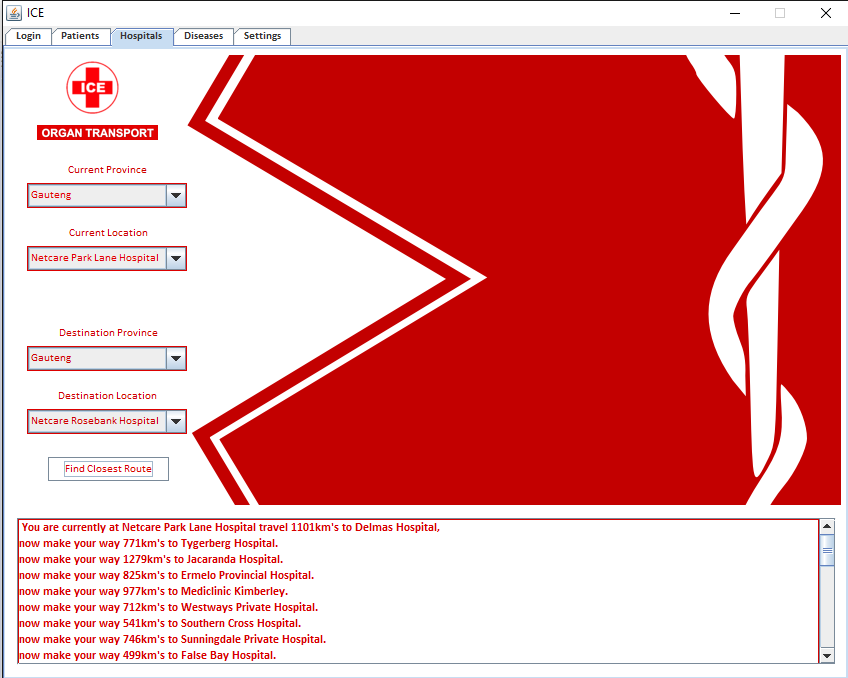 ICE
Login Patients Hospitals Diseases Settings
ICE
ORGAN TRANSPORT
Current Province
Gauteng
Current Location
Netcare Park Lane Hospital
Destination Province
Gauteng
Destination Location
Netcare Rosebank Hospital
Find Closest Route
You are currently at Netcare Park Lane Hospital travel 1101km's to Delmas Hospital,
now make your way 771km's to Tygerberg Hospital.
now make your way 1279km's to Jacaranda Hospital.
now make your way 825km's to Ermelo Provincial Hospital.
now make your way 977km's to Mediclinic Kimberley.
now make your way 712km's to Westways Private Hospital.
now make your way 541km's to Southern Cross Hospital.
now make your way 746km's to Sunningdale Private Hospital.
now make your way 499km's to False Bay Hospital.